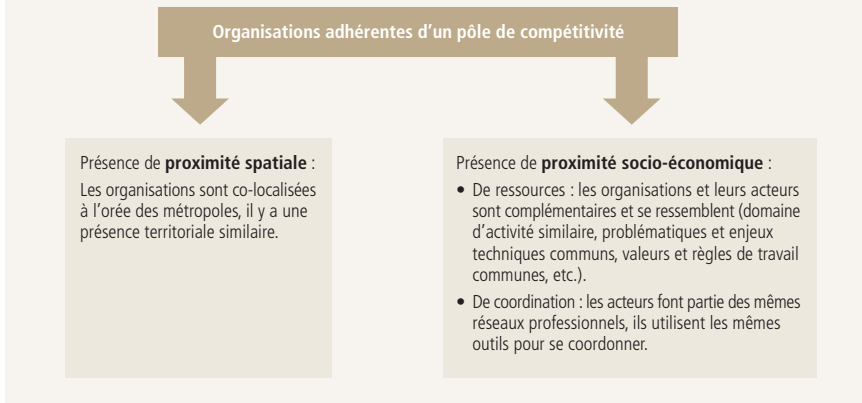 Organisations adhérentes d’un pôle de compétitivité
Présence de proximité spatiale :
Les organisations sont co-localisées
à l’orée des métropoles, il y a une
présence territoriale similaire.
Présence de proximité socio-économique :
• De ressources : les organisations et leurs acteurs
sont complémentaires et se ressemblent (domaine
d’activité similaire, problématiques et enjeux
techniques communs, valeurs et règles de travail
communes, etc.).
• De coordination : les acteurs font partie des mêmes
réseaux professionnels, ils utilisent les mêmes
outils pour se coordonner.